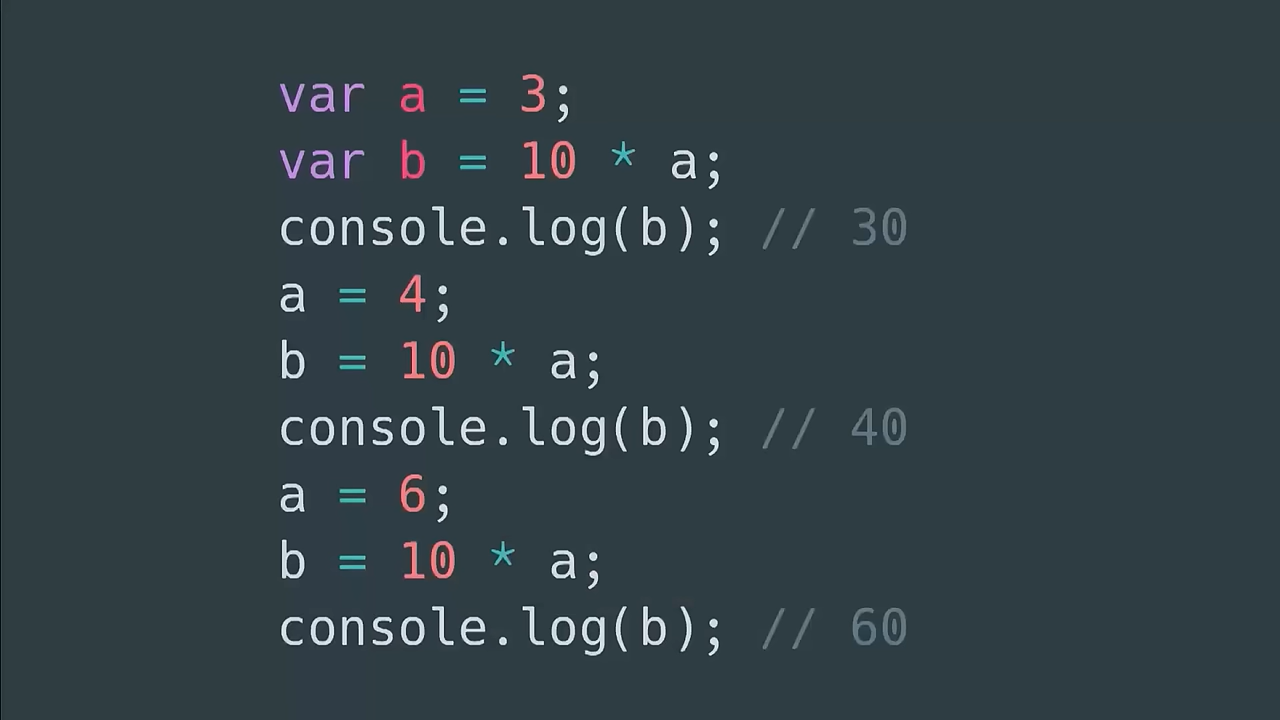 var a = 3;
var b = 10 * a;
console.log(b); // 30
a = 4;
b = 10 * a;
console.log(b); // 40
a = 6;
b = 10 * a;
console.log(b); // 60